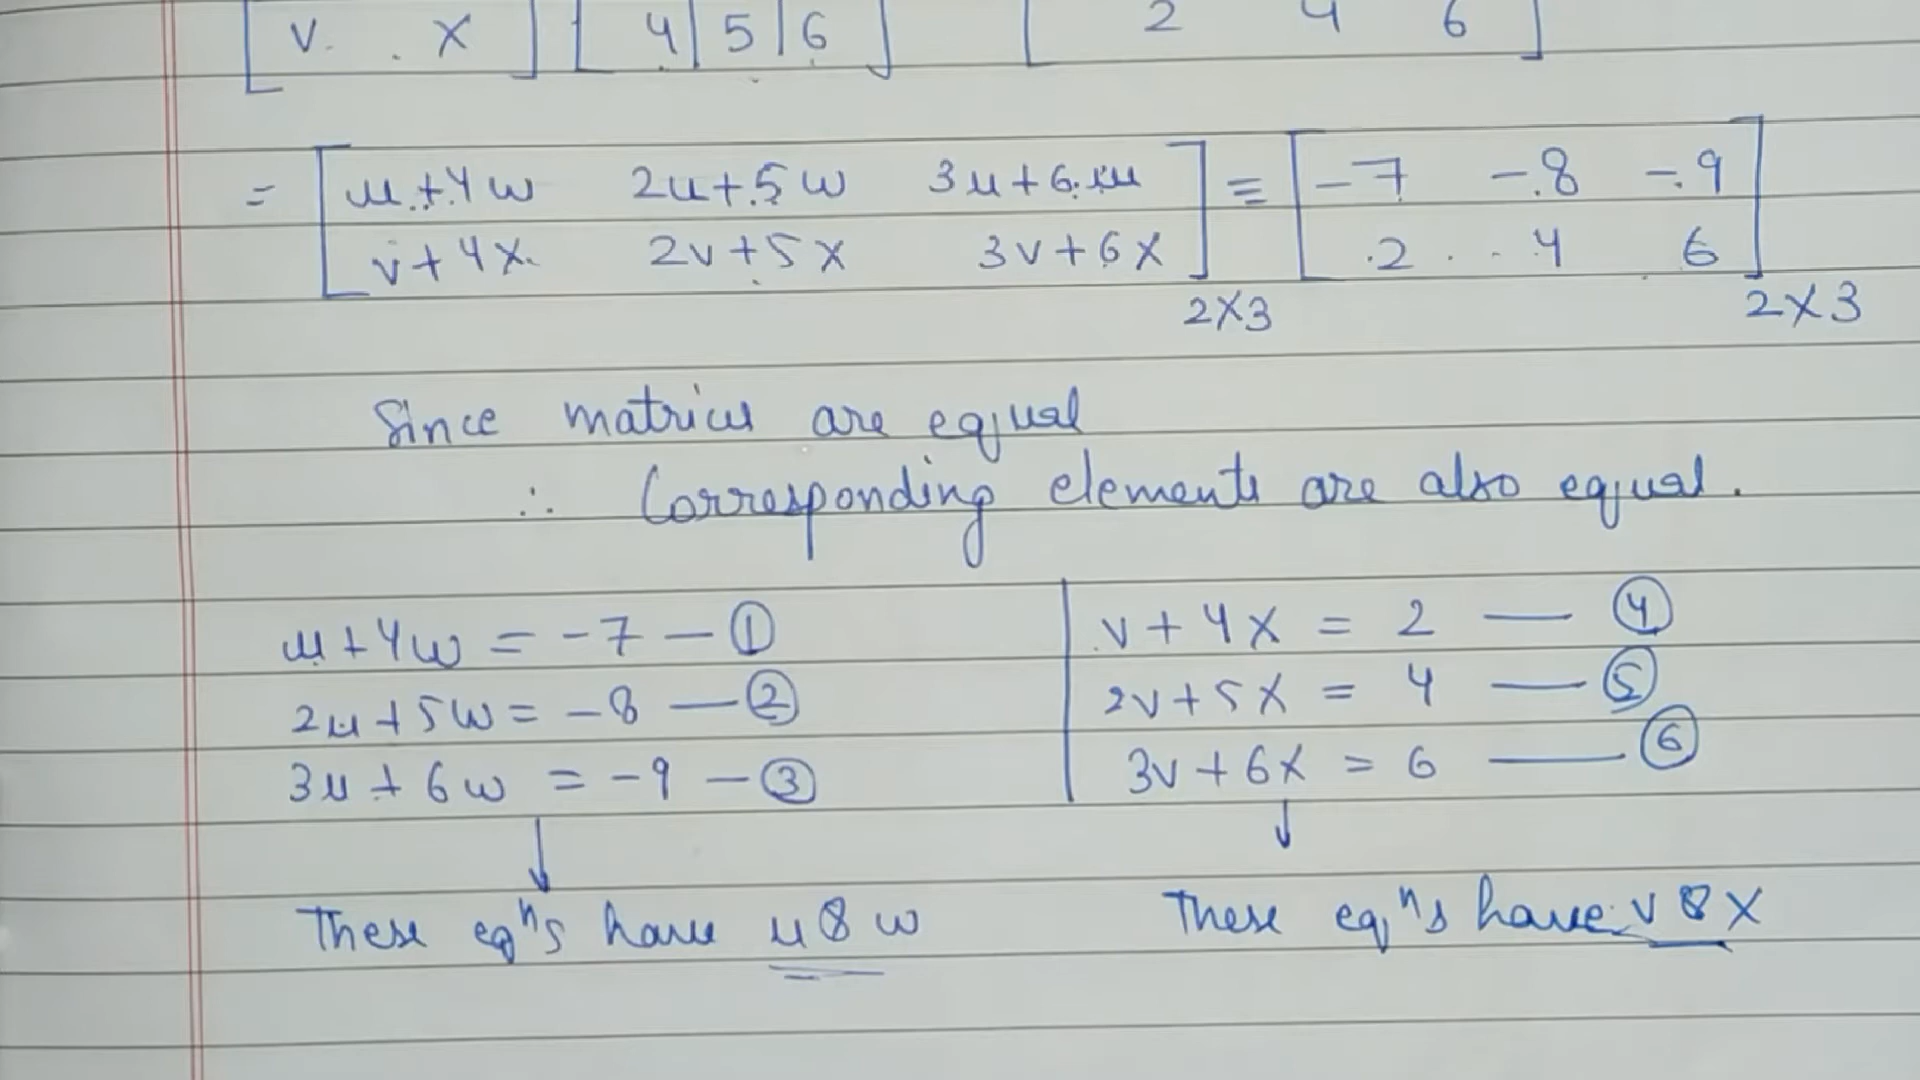 [ v x ] [ 4 | 5 | 6 ] [ 2 4 6 ]
= [ u+4w 2u+5w 3u+6w ] = [ -7 -8 -9 ]
[ v+4x 2v+5x 3v+6x ] 2×3 [ 2 4 6 ] 2×3
Since matrices are equal
∴ Corresponding elements are also equal.
u+4w = -7 — ①
2u+5w = -8 — ②
3u+6w = -9 — ③
↓
These eqⁿs have u & w
v+4x = 2 — ④
2v+5x = 4 — ⑤
3v+6x = 6 — ⑥
↓
These eqⁿs have v & x